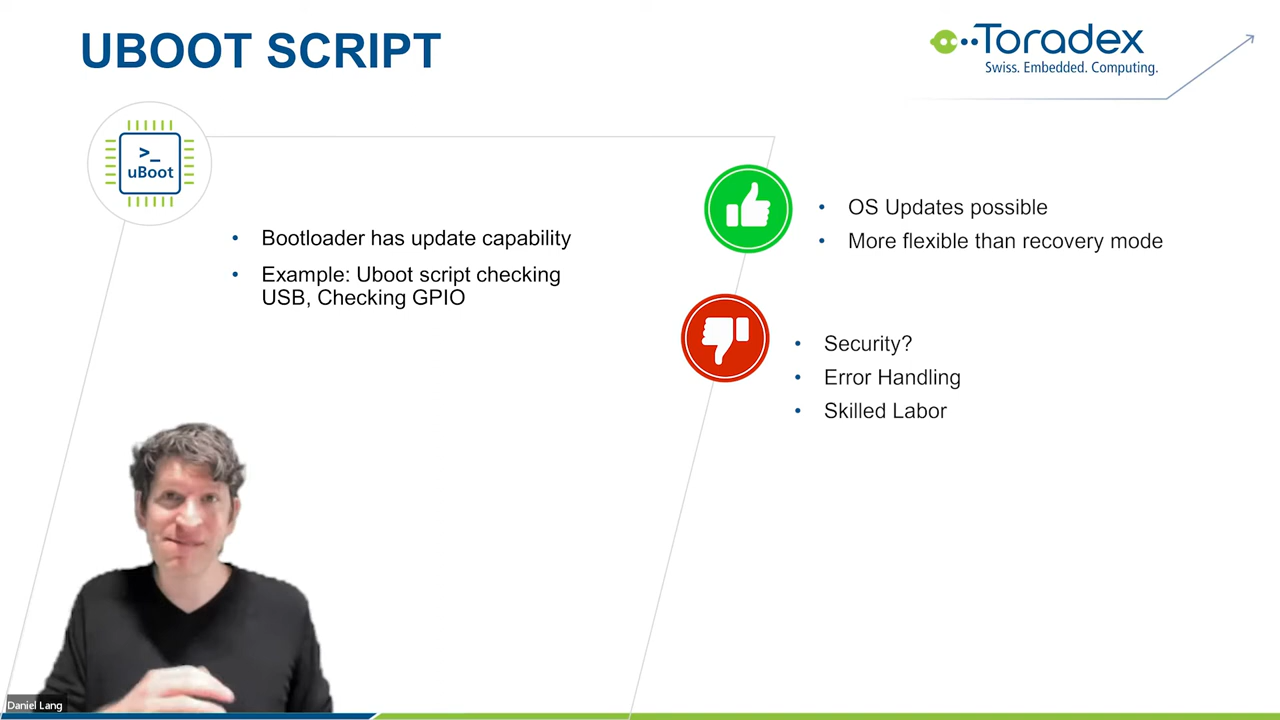 UBOOT SCRIPT
Toradex
Swiss. Embedded. Computing.
>_
uBoot
• Bootloader has update capability
• Example: Uboot script checking
USB, Checking GPIO
• OS Updates possible
• More flexible than recovery mode
• Security?
• Error Handling
• Skilled Labor
Daniel Lang